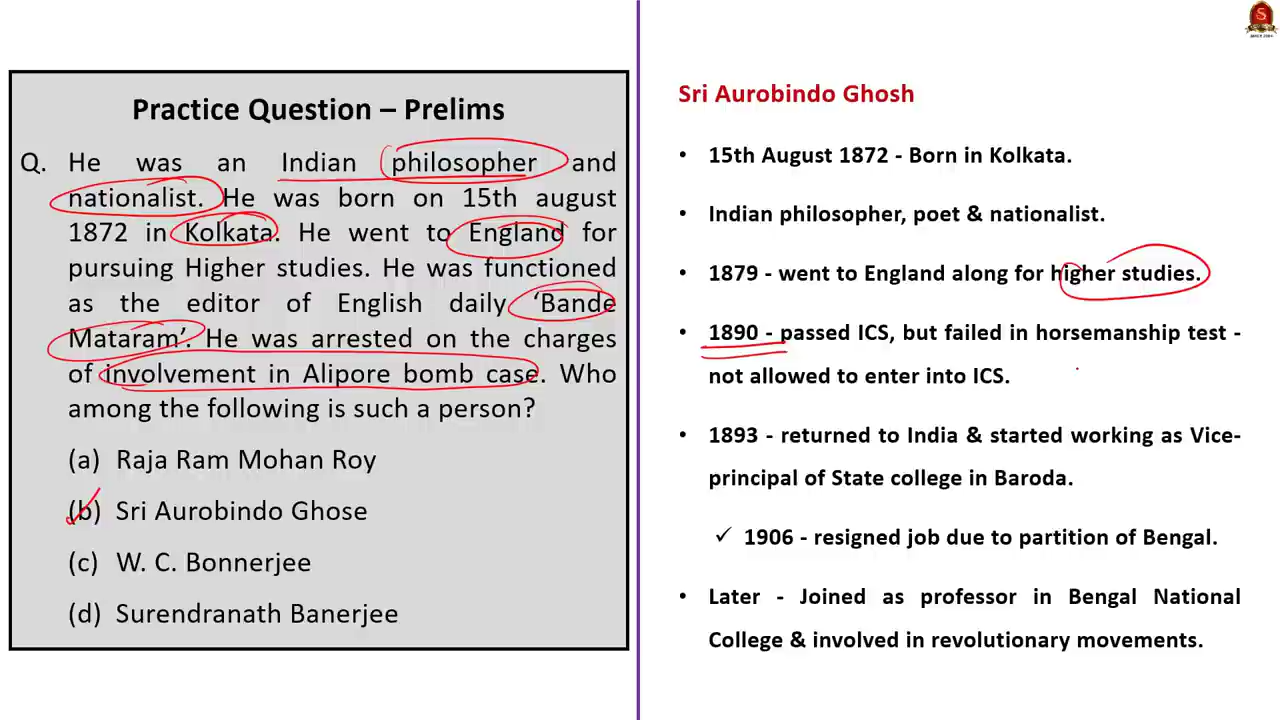 Practice Question – Prelims
Q. He was an Indian philosopher and
nationalist. He was born on 15th august
1872 in Kolkata. He went to England for
pursuing Higher studies. He was functioned
as the editor of English daily ‘Bande
Mataram’. He was arrested on the charges
of involvement in Alipore bomb case. Who
among the following is such a person?
(a) Raja Ram Mohan Roy
(b) Sri Aurobindo Ghose
(c) W. C. Bonnerjee
(d) Surendranath Banerjee
Sri Aurobindo Ghosh
• 15th August 1872 - Born in Kolkata.
• Indian philosopher, poet & nationalist.
• 1879 - went to England along for higher studies.
• 1890 - passed ICS, but failed in horsemanship test -
not allowed to enter into ICS.
• 1893 - returned to India & started working as Vice-
principal of State college in Baroda.
✓ 1906 - resigned job due to partition of Bengal.
• Later - Joined as professor in Bengal National
College & involved in revolutionary movements.